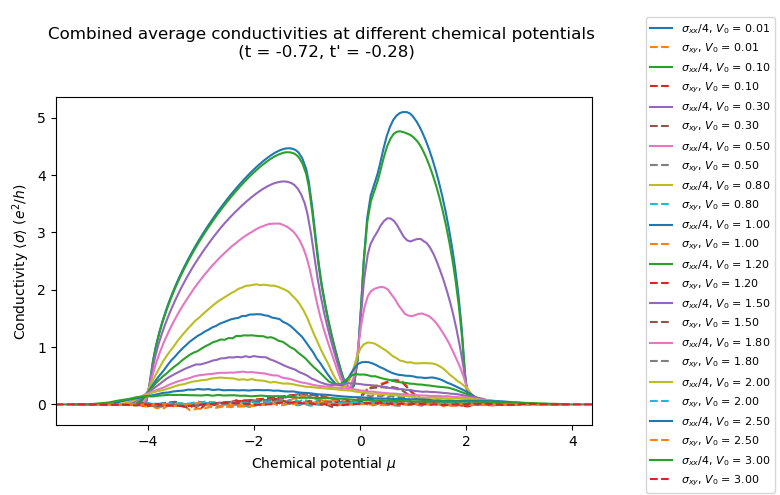 Combined average conductivities at different chemical potentials
(t = -0.72, t' = -0.28)
Conductivity ⟨σ⟩ (e²/h)
5
4
3
2
1
0
−4
−2
0
2
4
Chemical potential μ
σxx/4, V₀ = 0.01
σxy, V₀ = 0.01
σxx/4, V₀ = 0.10
σxy, V₀ = 0.10
σxx/4, V₀ = 0.30
σxy, V₀ = 0.30
σxx/4, V₀ = 0.50
σxy, V₀ = 0.50
σxx/4, V₀ = 0.80
σxy, V₀ = 0.80
σxx/4, V₀ = 1.00
σxy, V₀ = 1.00
σxx/4, V₀ = 1.20
σxy, V₀ = 1.20
σxx/4, V₀ = 1.50
σxy, V₀ = 1.50
σxx/4, V₀ = 1.80
σxy, V₀ = 1.80
σxx/4, V₀ = 2.00
σxy, V₀ = 2.00
σxx/4, V₀ = 2.50
σxy, V₀ = 2.50
σxx/4, V₀ = 3.00
σxy, V₀ = 3.00